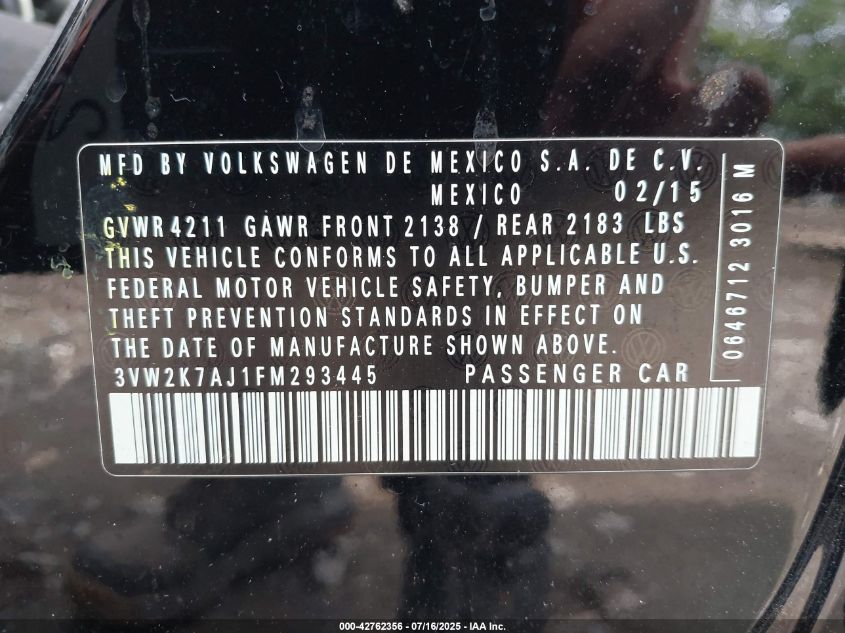 MFD BY VOLKSWAGEN DE MEXICO S.A. DE C.V.
MEXICO 02/15
GVWR 4211 GAWR FRONT 2138 / REAR 2183 LBS
THIS VEHICLE CONFORMS TO ALL APPLICABLE U.S.
FEDERAL MOTOR VEHICLE SAFETY, BUMPER AND
THEFT PREVENTION STANDARDS IN EFFECT ON
THE DATE OF MANUFACTURE SHOWN ABOVE.
3VW2K7AJ1FM293445 PASSENGER CAR
0646712 3016 M
000-42762356 - 07/16/2025 - IAA Inc.